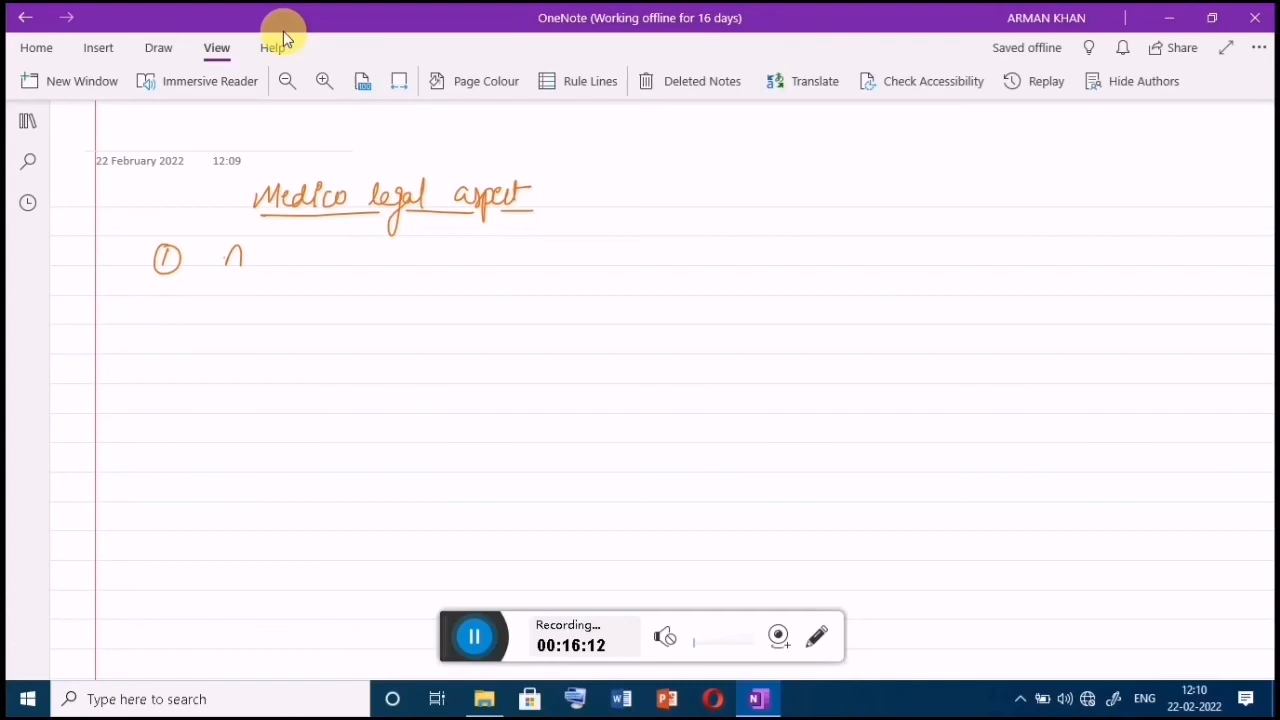 OneNote (Working offline for 16 days)
ARMAN KHAN
Home Insert Draw View Help
Saved offline Share
New Window Immersive Reader Page Colour Rule Lines Deleted Notes Translate Check Accessibility Replay Hide Authors
22 February 2022 12:09
Medico legal aspect
①
Recording...
00:16:12
Type here to search
ENG
12:10
22-02-2022